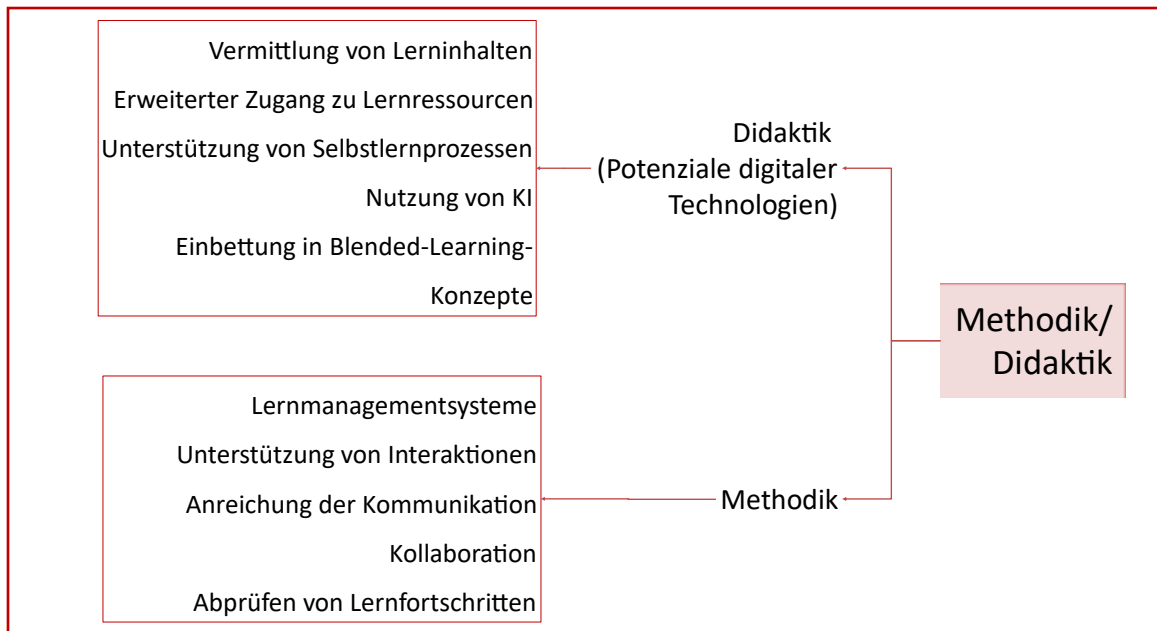 Vermittlung von Lerninhalten
Erweiterter Zugang zu Lernressourcen
Unterstützung von Selbstlernprozessen
Nutzung von KI
Einbettung in Blended-Learning-
Konzepte
Didaktik
(Potenziale digitaler
Technologien)
Methodik/
Didaktik
Lernmanagementsysteme
Unterstützung von Interaktionen
Anreichung der Kommunikation
Kollaboration
Abprüfen von Lernfortschritten
Methodik